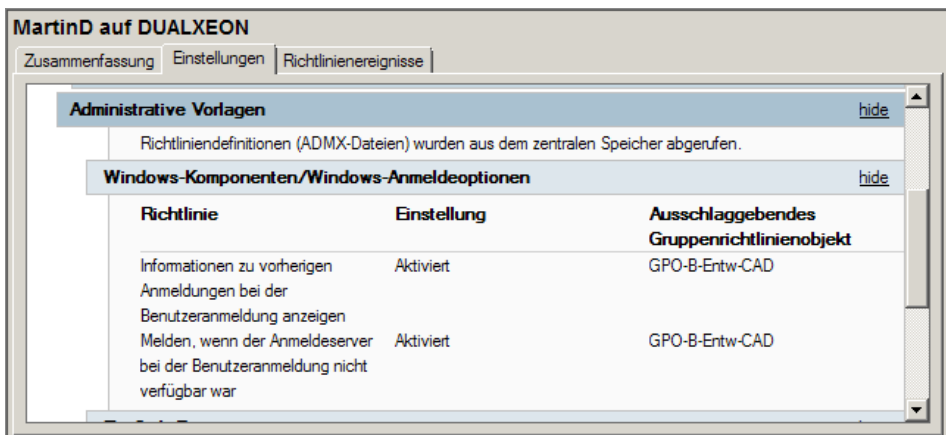 MartinD auf DUALXEON
Zusammenfassung Einstellungen Richtlinienereignisse
Administrative Vorlagen hide
Richtliniendefinitionen (ADMX-Dateien) wurden aus dem zentralen Speicher abgerufen.
Windows-Komponenten/Windows-Anmeldeoptionen hide
Richtlinie Einstellung Ausschlaggebendes
Gruppenrichtlinienobjekt
Informationen zu vorherigen Aktiviert GPO-B-Entw-CAD
Anmeldungen bei der
Benutzeranmeldung anzeigen
Melden, wenn der Anmeldeserver Aktiviert GPO-B-Entw-CAD
bei der Benutzeranmeldung nicht
verfügbar war